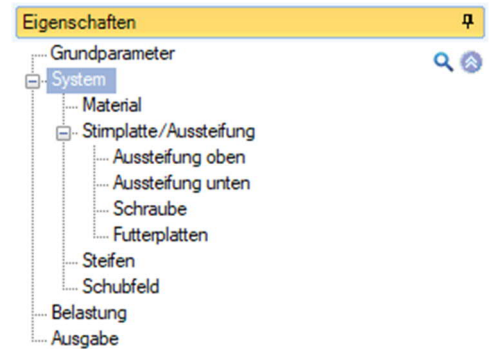 Eigenschaften
Grundparameter
System
Material
Stirnplatte/Aussteifung
Aussteifung oben
Aussteifung unten
Schraube
Futterplatten
Steifen
Schubfeld
Belastung
Ausgabe